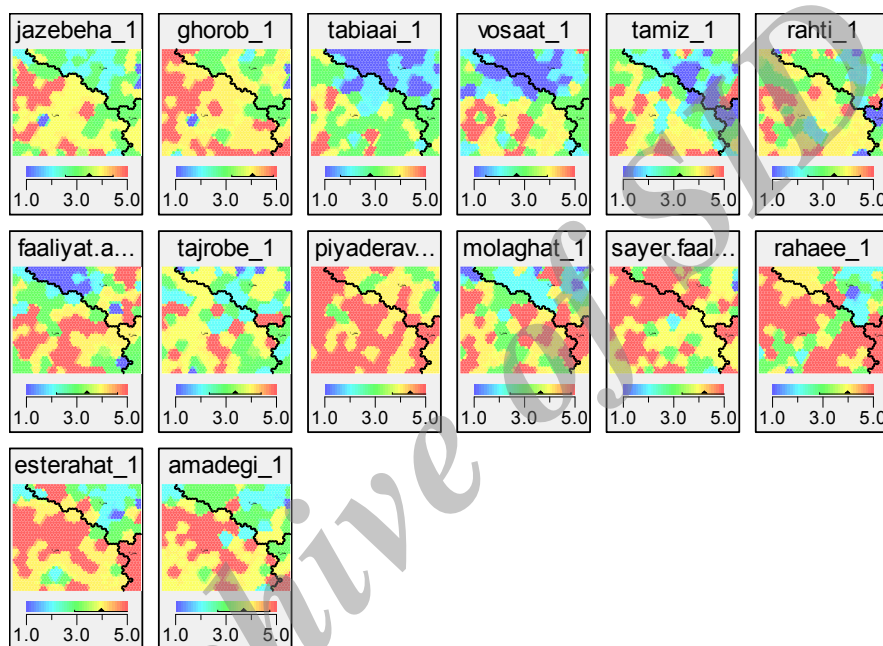 jazebeha_1 ghorob_1 tabiaai_1 vosaat_1 tamiz_1 rahti_1
1.0 3.0 5.0 1.0 3.0 5.0 1.0 3.0 5.0 1.0 3.0 5.0 1.0 3.0 5.0 1.0 3.0 5.0
faaliyat.a... tajrobe_1 piyaderav... molaghat_1 sayer.faal... rahaee_1
1.0 3.0 5.0 1.0 3.0 5.0 1.0 3.0 5.0 1.0 3.0 5.0 1.0 3.0 5.0 1.0 3.0 5.0
esterahat_1 amadegi_1
1.0 3.0 5.0 1.0 3.0 5.0
hive of SID